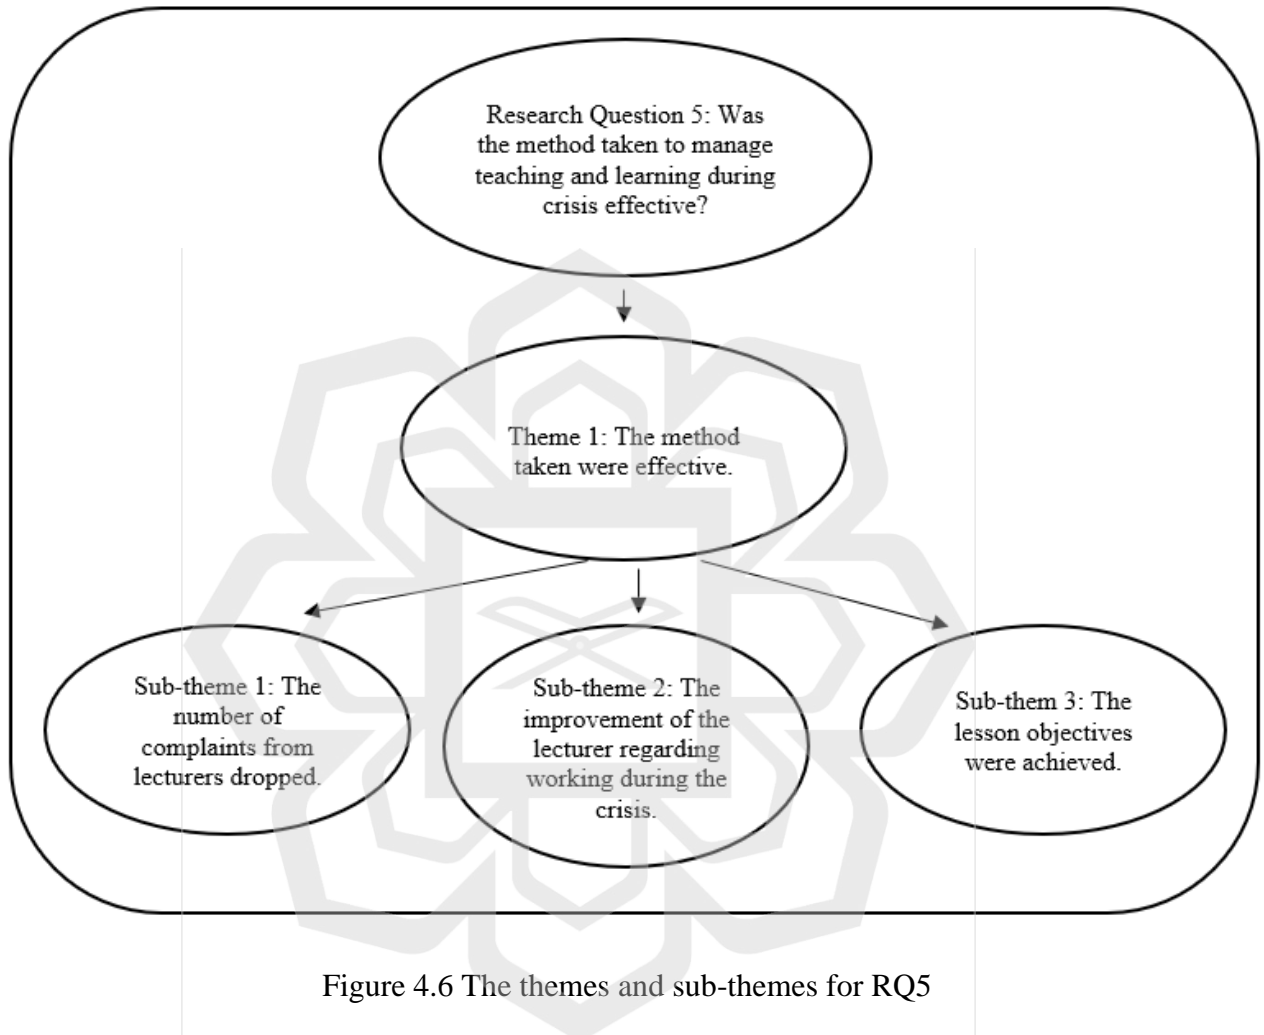 Research Question 5: Was
the method taken to manage
teaching and learning during
crisis effective?
Theme 1: The method
taken were effective.
Sub-theme 1: The
number of
complaints from
lecturers dropped.
Sub-theme 2: The
improvement of the
lecturer regarding
working during the
crisis.
Sub-them 3: The
lesson objectives
were achieved.
Figure 4.6 The themes and sub-themes for RQ5